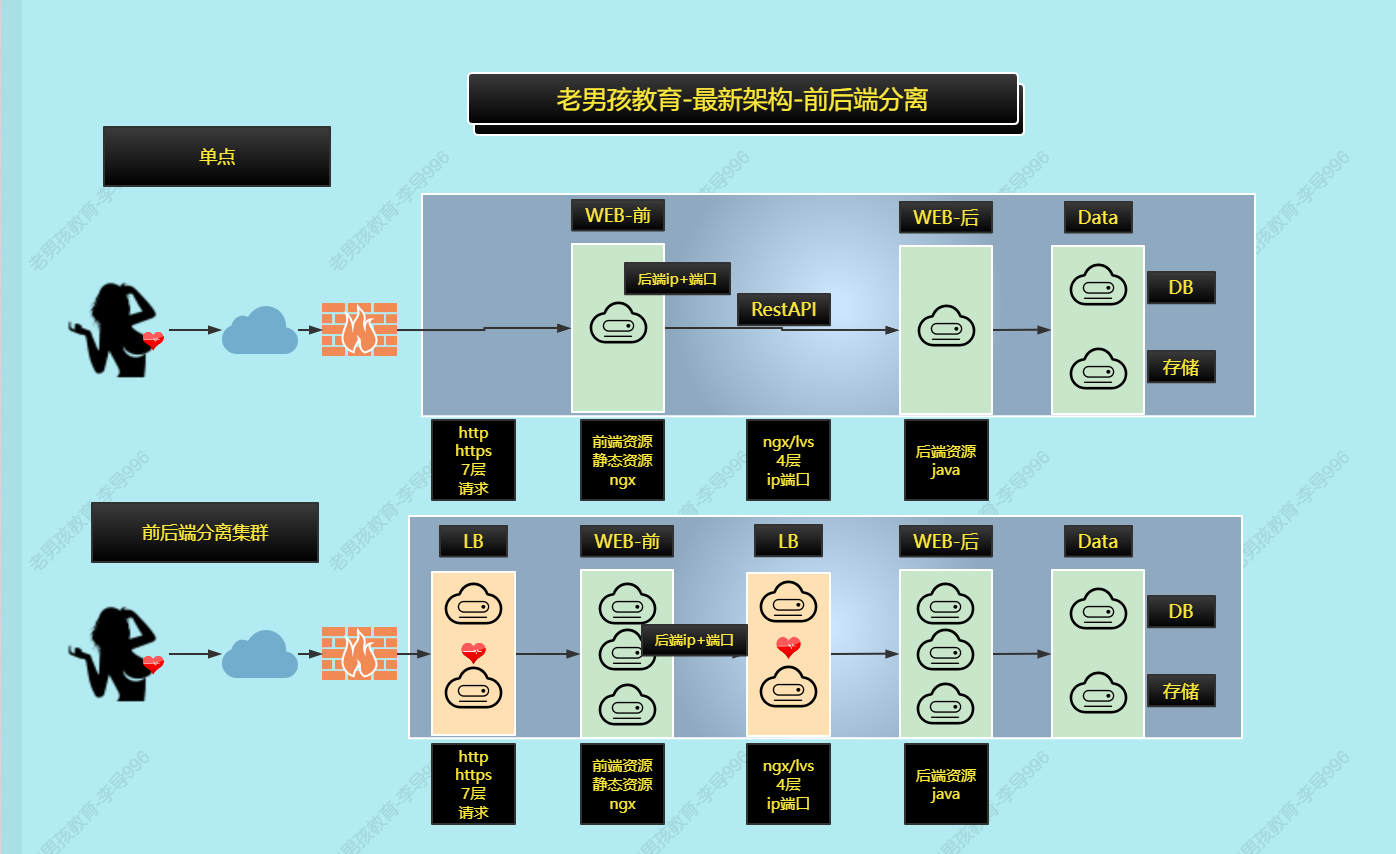 老男孩教育-最新架构-前后端分离
单点
WEB-前
WEB-后
Data
后端ip+端口
RestAPI
DB
存储
http
https
7层
请求
前端资源
静态资源
ngx
ngx/lvs
4层
ip端口
后端资源
java
前后端分离集群
LB
WEB-前
LB
WEB-后
Data
后端ip+端口
DB
存储
http
https
7层
请求
前端资源
静态资源
ngx
ngx/lvs
4层
ip端口
后端资源
java
老男孩教育-李导996